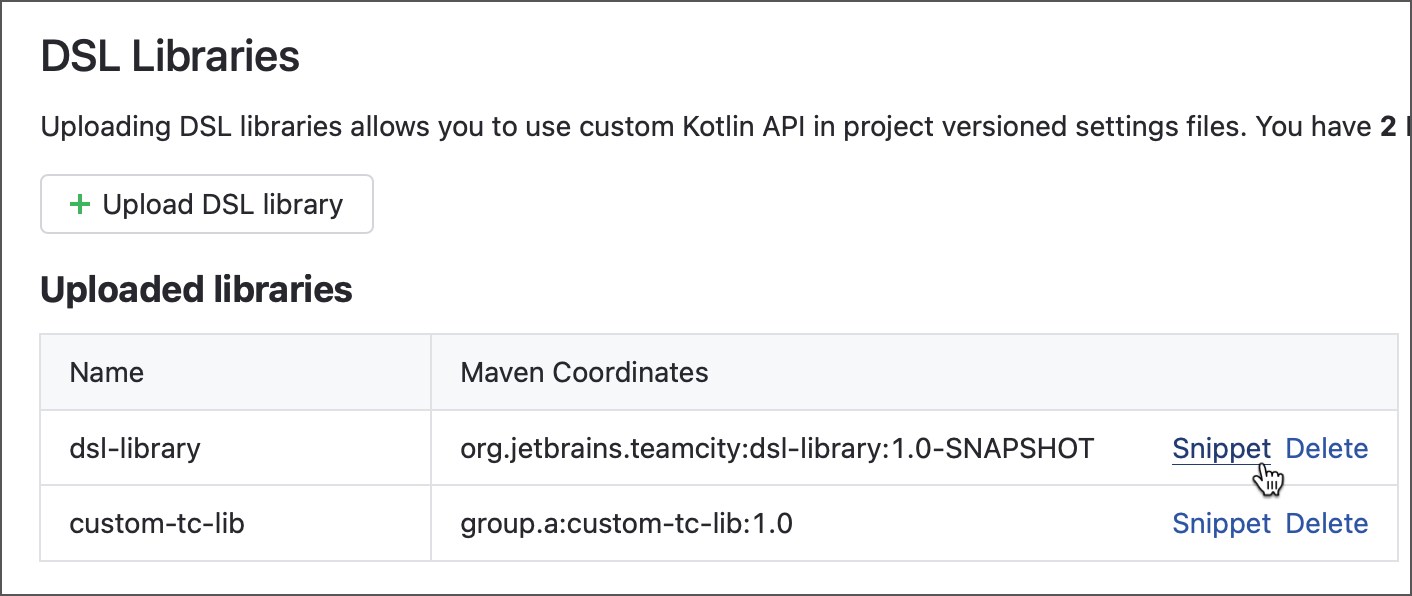 DSL Libraries
Uploading DSL libraries allows you to use custom Kotlin API in project versioned settings files. You have 2
+ Upload DSL library
Uploaded libraries
Name Maven Coordinates
dsl-library org.jetbrains.teamcity:dsl-library:1.0-SNAPSHOT Snippet Delete
custom-tc-lib group.a:custom-tc-lib:1.0 Snippet Delete